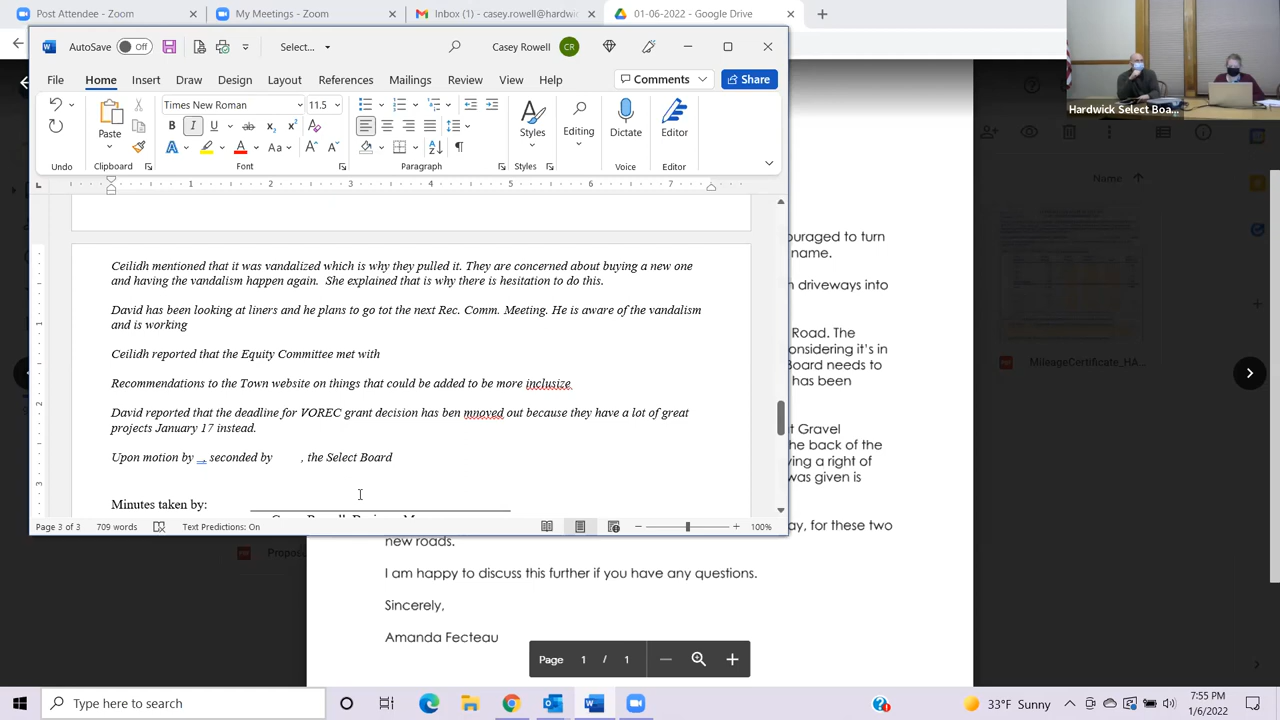 Post Attendee - Zoom
My Meetings - Zoom
Inbox (1) - casey.rowell@hardwi
01-06-2022 - Google Drive
AutoSave
Off
Select...
Casey Rowell
CR
File
Home
Insert
Draw
Design
Layout
References
Mailings
Review
View
Help
Comments
Share
Times New Roman
11.5
Paste
Styles
Editing
Dictate
Editor
Undo
Clipboard
Font
Paragraph
Styles
Voice
Editor
Hardwick Select Boa...
Name
Ceilidh mentioned that it was vandalized which is why they pulled it. They are concerned about buying a new one
and having the vandalism happen again. She explained that is why there is hesitation to do this.
David has been looking at liners and he plans to go tot the next Rec. Comm. Meeting. He is aware of the vandalism
and is working
Ceilidh reported that the Equity Committee met with
Recommendations to the Town website on things that could be added to be more inclusize
David reported that the deadline for VOREC grant decision has ben mnoyed out because they have a lot of great
projects January 17 instead.
Upon motion by , seconded by , the Select Board
Minutes taken by:
Page 3 of 3
709 words
Text Predictions: On
100%
ouraged to turn
name.
n driveways into
Road. The
onsidering it's in
Board needs to
has been
t Gravel
he back of the
ving a right of
was given is
ay, for these two
new roads.
I am happy to discuss this further if you have any questions.
Sincerely,
Amanda Fecteau
MileageCertificate_HA...
Propo
Page 1 / 1
Type here to search
33°F Sunny
7:55 PM
1/6/2022